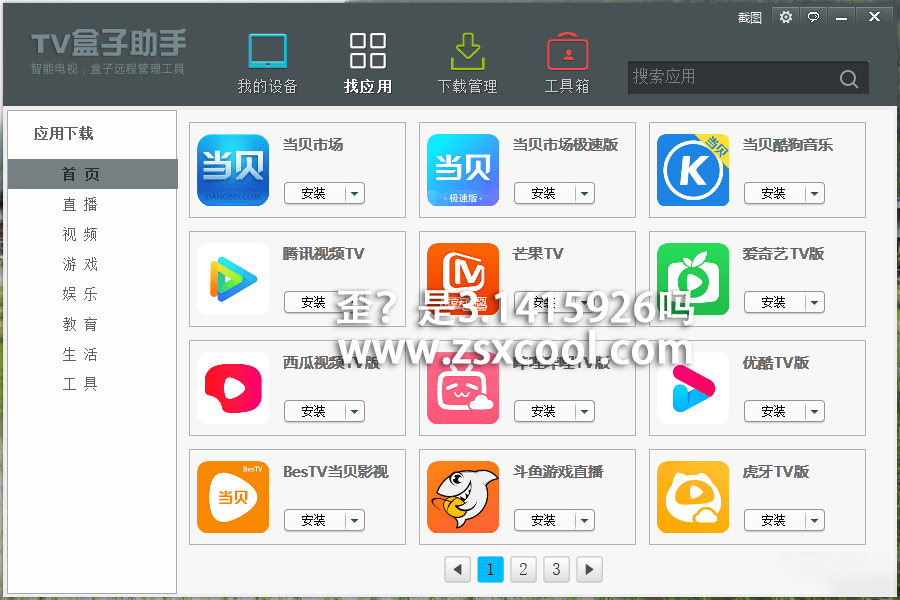 截图
TV盒子助手
智能电视，盒子远程管理工具
我的设备
找应用
下载管理
工具箱
搜索应用
应用下载
首 页
直 播
视 频
游 戏
娱 乐
教 育
生 活
工 具
当贝
DANGBEI.COM
当贝市场
安装
当贝
·极速版·
当贝市场极速版
安装
当贝
K
当贝酷狗音乐
安装
腾讯视频TV
安装
芒果TV
安装
爱奇艺TV版
安装
歪？是3.1415926吗
www.zsxcool.com
西瓜视频TV版
安装
哔哩哔哩TV版
安装
优酷TV版
安装
BesTV
当贝
BesTV当贝影视
安装
斗鱼游戏直播
安装
虎牙TV版
安装
1
2
3